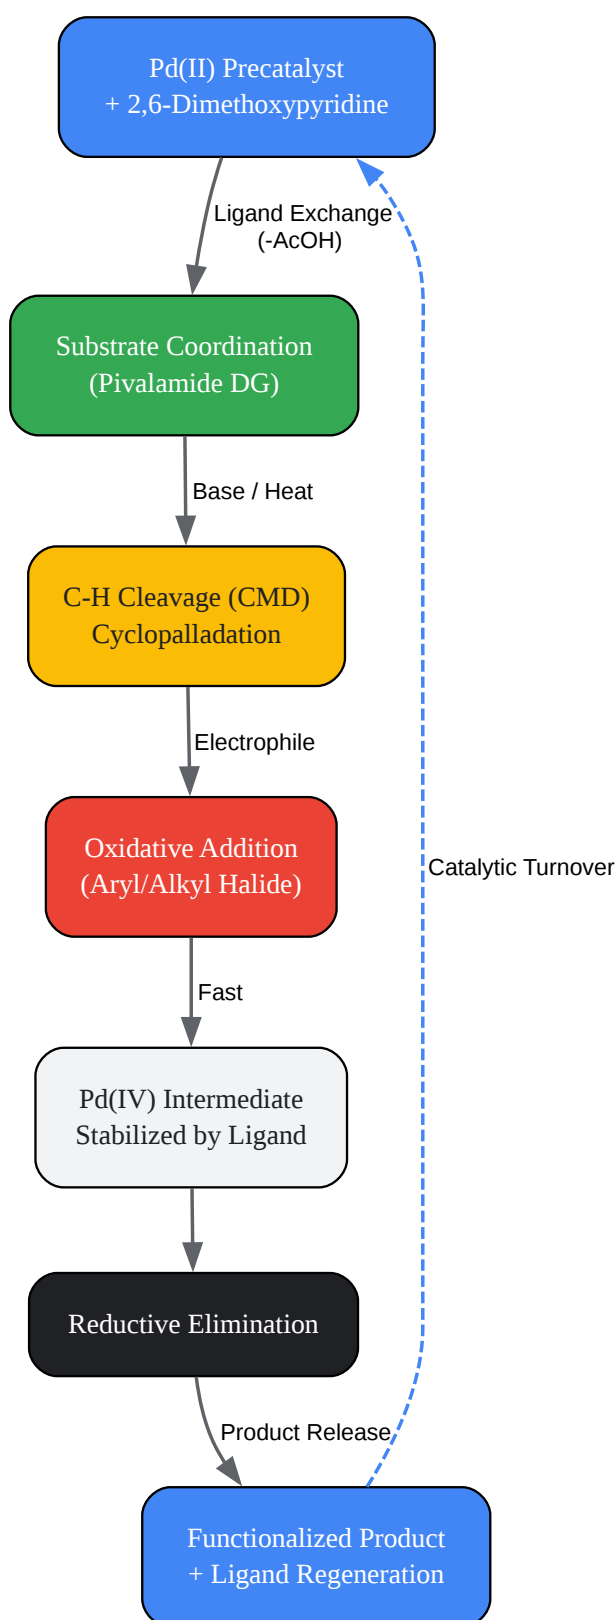 Pd(II) Precatalyst
+ 2,6-Dimethoxypyridine
Ligand Exchange
(-AcOH)
Substrate Coordination
(Pivalamide DG)
Base / Heat
C-H Cleavage (CMD)
Cyclopalladation
Electrophile
Oxidative Addition
(Aryl/Alkyl Halide)
Catalytic Turnover
Fast
Pd(IV) Intermediate
Stabilized by Ligand
Reductive Elimination
Product Release
Functionalized Product
+ Ligand Regeneration